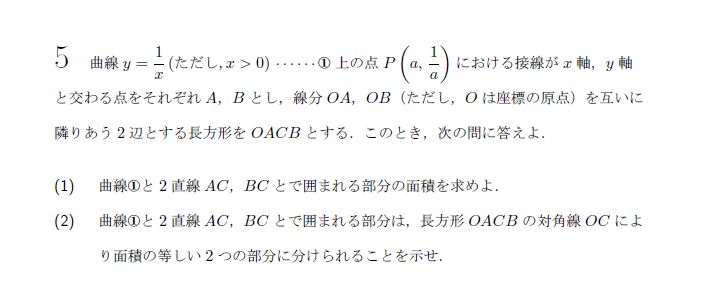 5 曲線 $y = \dfrac{1}{x}$ (ただし, $x > 0$) ……① 上の点 $P\left(a, \dfrac{1}{a}\right)$ における接線が $x$ 軸，$y$ 軸
と交わる点をそれぞれ $A$，$B$ とし，線分 $OA$，$OB$（ただし，$O$ は座標の原点）を互いに
隣りあう 2 辺とする長方形を $OACB$ とする．このとき，次の問に答えよ．
(1) 曲線①と 2 直線 $AC$，$BC$ とで囲まれる部分の面積を求めよ．
(2) 曲線①と 2 直線 $AC$，$BC$ とで囲まれる部分は，長方形 $OACB$ の対角線 $OC$ によ
り面積の等しい 2 つの部分に分けられることを示せ．